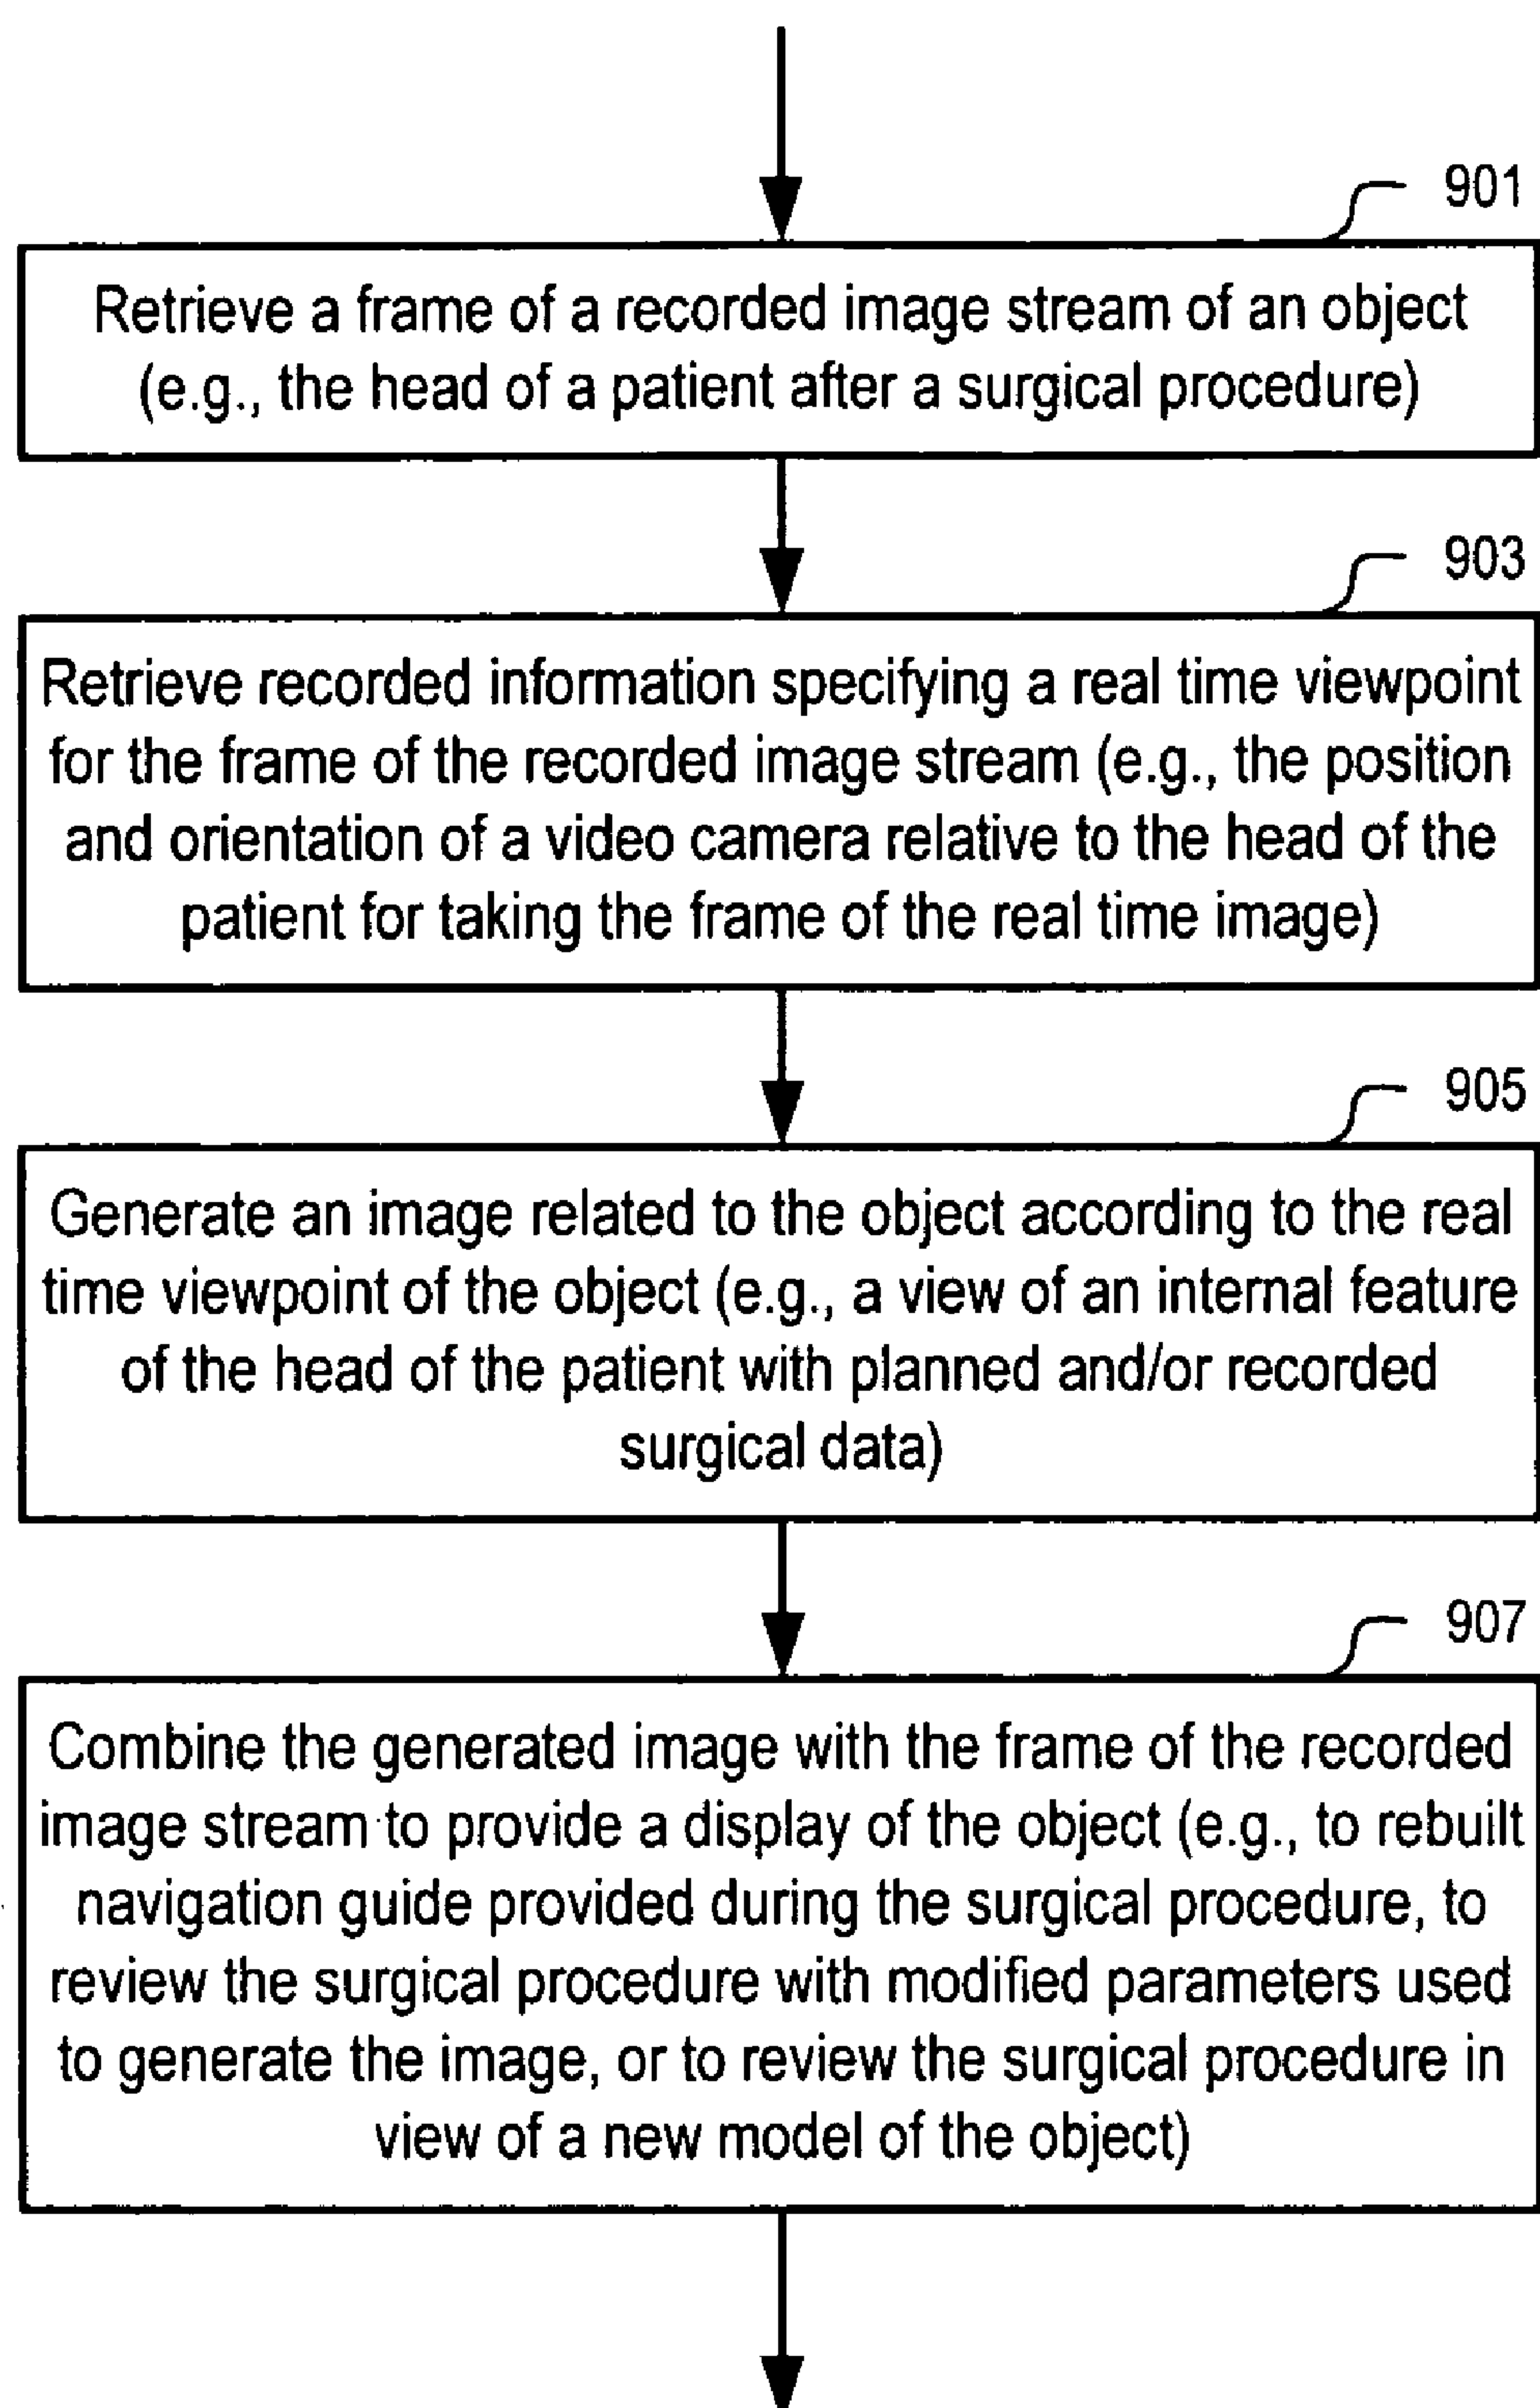 901
Retrieve a frame of a recorded image stream of an object
(e.g., the head of a patient after a surgical procedure)
903
Retrieve recorded information specifying a real time viewpoint
for the frame of the recorded image stream (e.g., the position
and orientation of a video camera relative to the head of the
patient for taking the frame of the real time image)
905
Generate an image related to the object according to the real
time viewpoint of the object (e.g., a view of an internal feature
of the head of the patient with planned and/or recorded
surgical data)
907
Combine the generated image with the frame of the recorded
image stream to provide a display of the object (e.g., to rebuilt
navigation guide provided during the surgical procedure, to
review the surgical procedure with modified parameters used
to generate the image, or to review the surgical procedure in
view of a new model of the object)